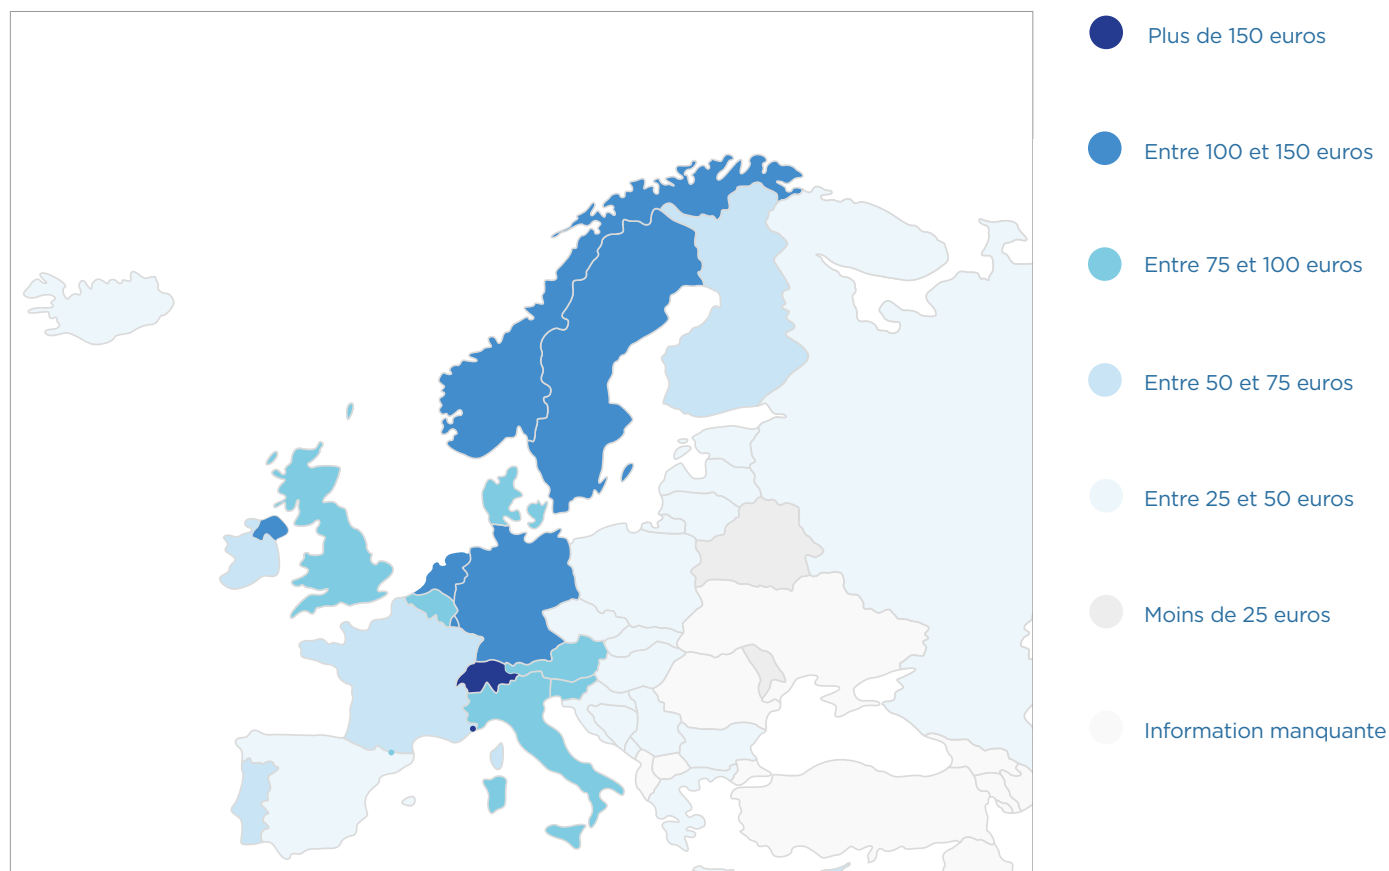 Plus de 150 euros
Entre 100 et 150 euros
Entre 75 et 100 euros
Entre 50 et 75 euros
Entre 25 et 50 euros
Moins de 25 euros
Information manquante